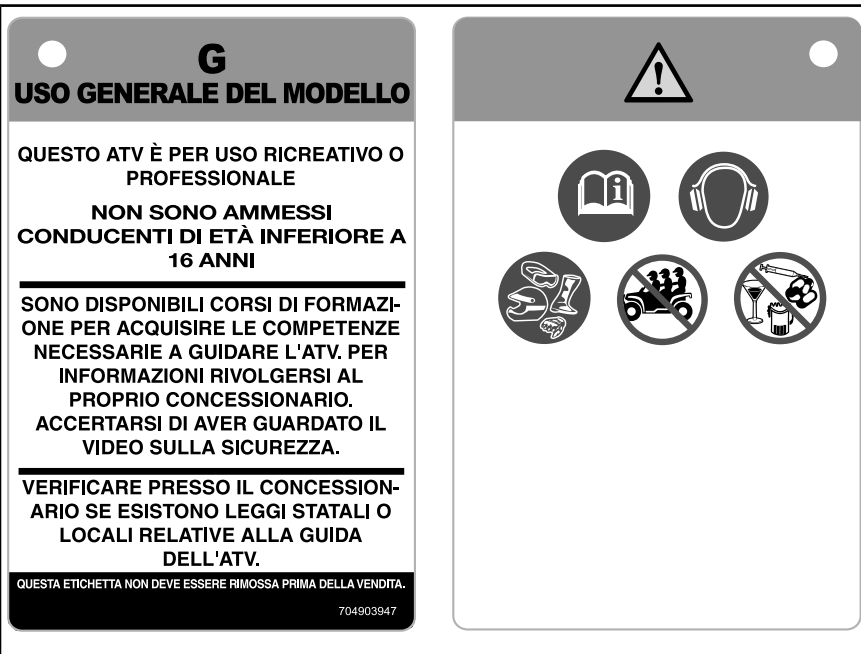 G
USO GENERALE DEL MODELLO
QUESTO ATV È PER USO RICREATIVO O
PROFESSIONALE
NON SONO AMMESSI
CONDUCENTI DI ETÀ INFERIORE A
16 ANNI
SONO DISPONIBILI CORSI DI FORMAZI-
ONE PER ACQUISIRE LE COMPETENZE
NECESSARIE A GUIDARE L'ATV. PER
INFORMAZIONI RIVOLGERSI AL
PROPRIO CONCESSIONARIO.
ACCERTARSI DI AVER GUARDATO IL
VIDEO SULLA SICUREZZA.
VERIFICARE PRESSO IL CONCESSION-
ARIO SE ESISTONO LEGGI STATALI O
LOCALI RELATIVE ALLA GUIDA
DELL'ATV.
QUESTA ETICHETTA NON DEVE ESSERE RIMOSSA PRIMA DELLA VENDITA.
704903947